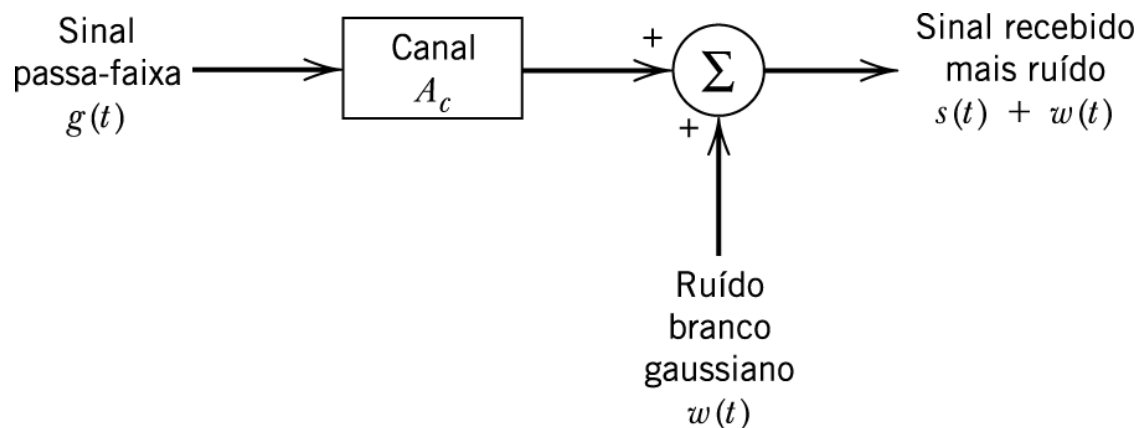 Sinal
passa-faixa
g(t)
Canal
A_c
+
Σ
+
Sinal recebido
mais ruído
s(t) + w(t)
Ruído
branco
gaussiano
w(t)